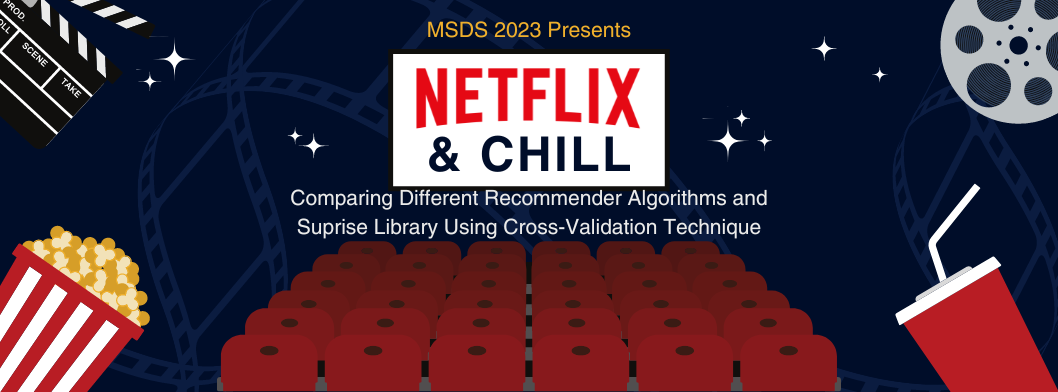 MSDS 2023 Presents
PROD.
ROLL
SCENE
TAKE
NETFLIX
& CHILL
Comparing Different Recommender Algorithms and
Suprise Library Using Cross-Validation Technique